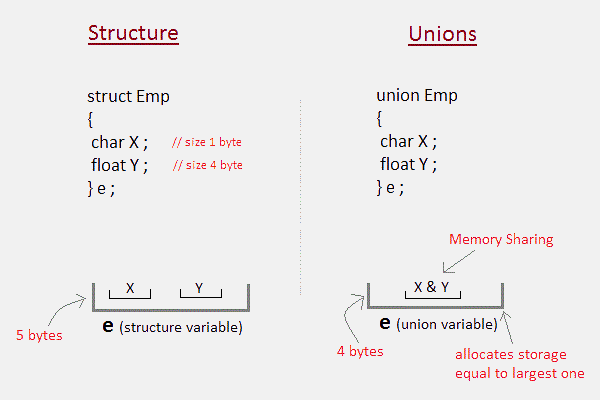 Structure
struct Emp
{
char X ; // size 1 byte
float Y ; // size 4 byte
} e ;
X Y
5 bytes
e (structure variable)
Unions
union Emp
{
char X ;
float Y ;
} e ;
Memory Sharing
X & Y
e (union variable)
4 bytes
allocates storage
equal to largest one